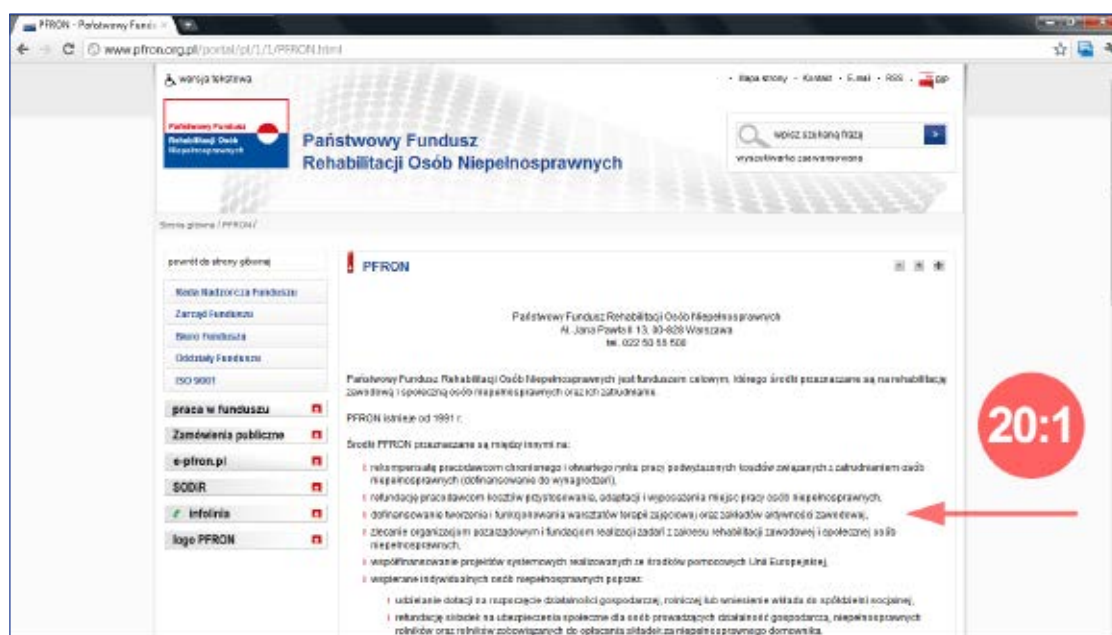 PFRON - Państwowy Fundu
www.pfron.org.pl/portal/pl/1/1/PFRON.html
wersja tekstowa
Mapa strony - Kontakt - E-mail - RSS - BIP
Państwowy Fundusz
Rehabilitacji Osób
Niepełnosprawnych
Państwowy Fundusz
Rehabilitacji Osób Niepełnosprawnych
wpisz szukaną frazę
wyszukiwarka zaawansowana
Strona główna / PFRON /
powrót do strony głównej
Rada Nadzorcza Funduszu
Zarząd Funduszu
Biuro Funduszu
Oddziały Funduszu
ISO 9001
praca w funduszu
Zamówienia publiczne
e-pfron.pl
SODiR
infolinia
logo PFRON
PFRON
Państwowy Fundusz Rehabilitacji Osób Niepełnosprawnych
Al. Jana Pawła II 13, 00-828 Warszawa
tel. 022 50 55 500
Państwowy Fundusz Rehabilitacji Osób Niepełnosprawnych jest funduszem celowym, którego środki przeznaczane są na rehabilitację
zawodową i społeczną osób niepełnosprawnych oraz ich zatrudnianie.
PFRON istnieje od 1991 r.
Środki PFRON przeznaczane są między innymi na:
rekompensatę pracodawcom chronionego i otwartego rynku pracy podwyższonych kosztów związanych z zatrudnianiem osób
niepełnosprawnych (dofinansowanie do wynagrodzeń),
refundację pracodawcom kosztów przystosowania, adaptacji i wyposażenia miejsc pracy osób niepełnosprawnych,
dofinansowanie tworzenia i funkcjonowania warsztatów terapii zajęciowej oraz zakładów aktywności zawodowej,
zlecanie organizacjom pozarządowym i fundacjom realizacji zadań z zakresu rehabilitacji zawodowej i społecznej osób
niepełnosprawnych,
współfinansowanie projektów systemowych realizowanych ze środków pomocowych Unii Europejskiej,
wspieranie indywidualnych osób niepełnosprawnych poprzez:
udzielanie dotacji na rozpoczęcie działalności gospodarczej, rolniczej lub wniesienie wkładu do spółdzielni socjalnej,
refundację składek na ubezpieczenia społeczne dla osób prowadzących działalność gospodarczą, niepełnosprawnych
rolników oraz rolników zobowiązanych do opłacania składek za niepełnosprawnego domownika,
20:1